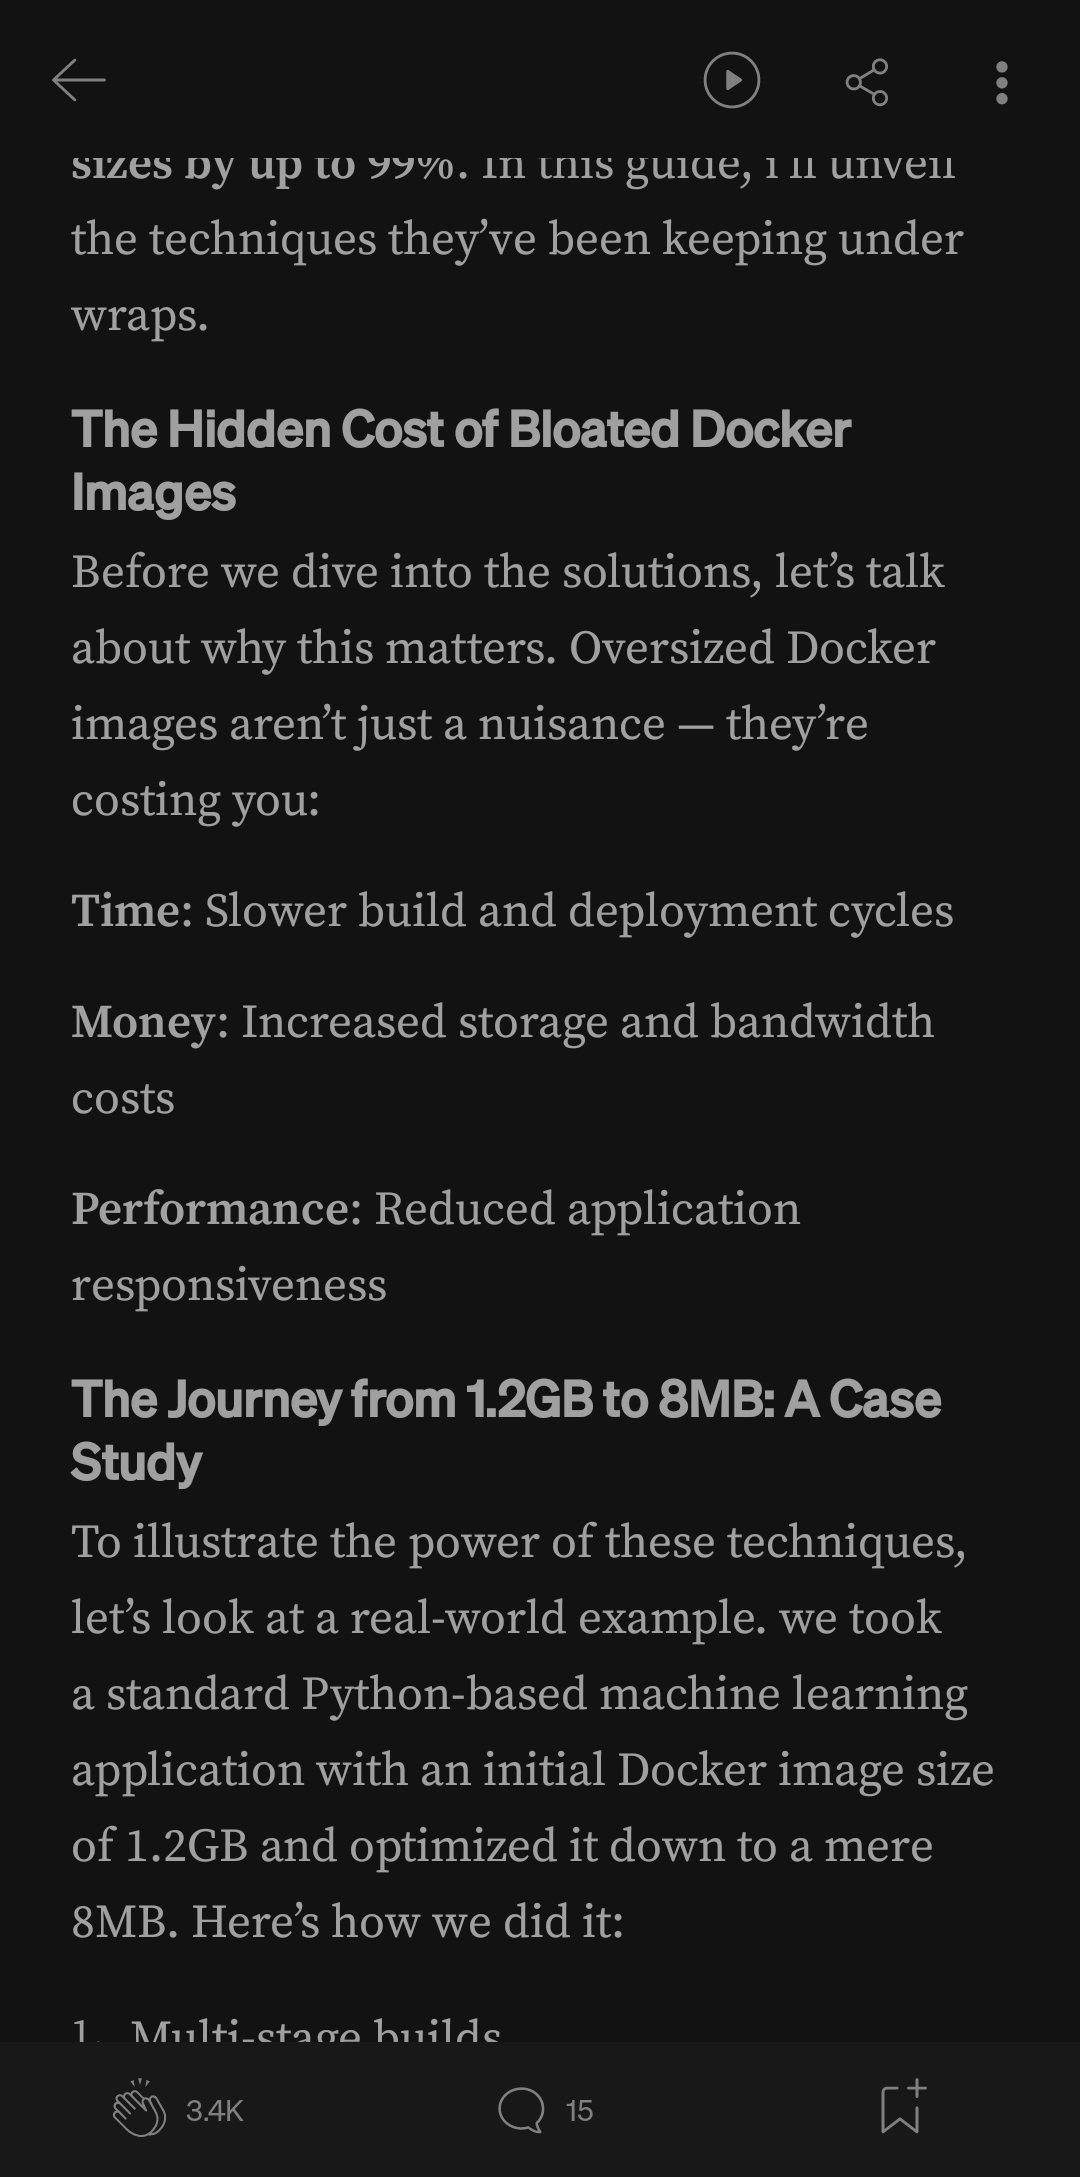 sizes by up to 99%. In this guide, i'll unveil
the techniques they’ve been keeping under
wraps.
The Hidden Cost of Bloated Docker
Images
Before we dive into the solutions, let’s talk
about why this matters. Oversized Docker
images aren’t just a nuisance — they’re
costing you:
Time: Slower build and deployment cycles
Money: Increased storage and bandwidth
costs
Performance: Reduced application
responsiveness
The Journey from 1.2GB to 8MB: A Case
Study
To illustrate the power of these techniques,
let’s look at a real-world example. we took
a standard Python-based machine learning
application with an initial Docker image size
of 1.2GB and optimized it down to a mere
8MB. Here’s how we did it:
1. Multi-stage builds
3.4K
15